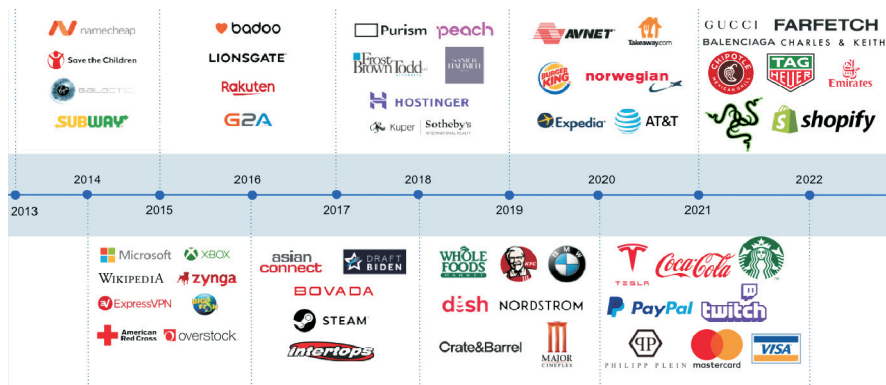 namecheap
Save the Children
GALACTIC
SUBWAY
badoo
LIONSGATE
Rakuten
G2A
Purism peach
Frost
Brown Todd
HOSTINGER
Kuper Sotheby's
INTERNATIONAL REALTY
AVNET Takeaway.com
BURGER
KING norwegian
Expedia AT&T
GUCCI FARFETCH
BALENCIAGA CHARLES & KEITH
CHIPOTLE
MEXICAN GRILL
TAG
HEUER
Emirates
shopify
2014 2016 2018 2020 2022
2013 2015 2017 2019 2021
Microsoft XBOX
WIKIPEDIA zynga
ExpressVPN
American
Red Cross overstock
asian
connect
DRAFT
BIDEN
BOVADA
STEAM
Intertops
WHOLE
FOODS
MARKET
KFC
BMW
dish NORDSTROM
Crate&Barrel
MAJOR
CINEPLEX
TESLA
Coca-Cola
PayPal twitch
PHILIPP PLEIN
mastercard
VISA